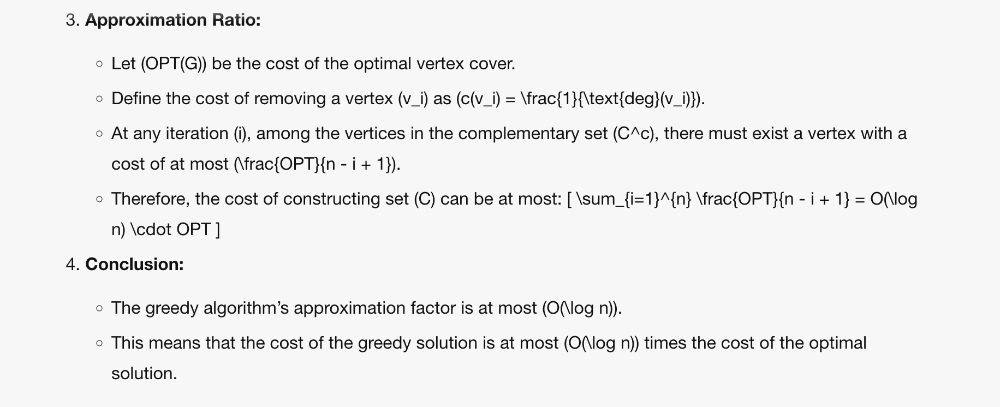 3. Approximation Ratio:
◦ Let (OPT(G)) be the cost of the optimal vertex cover.
◦ Define the cost of removing a vertex (v_i) as (c(v_i) = \frac{1}{\text{deg}(v_i)}).
◦ At any iteration (i), among the vertices in the complementary set (C^c), there must exist a vertex with a
cost of at most (\frac{OPT}{n - i + 1}).
◦ Therefore, the cost of constructing set (C) can be at most: [ \sum_{i=1}^{n} \frac{OPT}{n - i + 1} = O(\log
n) \cdot OPT ]
4. Conclusion:
◦ The greedy algorithm’s approximation factor is at most (O(\log n)).
◦ This means that the cost of the greedy solution is at most (O(\log n)) times the cost of the optimal
solution.